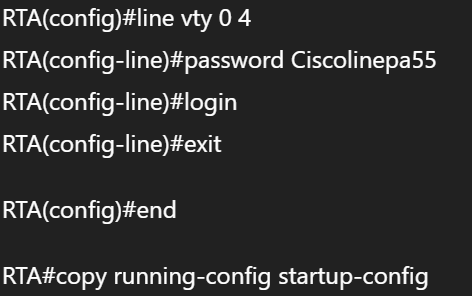 RTA(config)#line vty 0 4
RTA(config-line)#password Ciscolinepa55
RTA(config-line)#login
RTA(config-line)#exit
RTA(config)#end
RTA#copy running-config startup-config